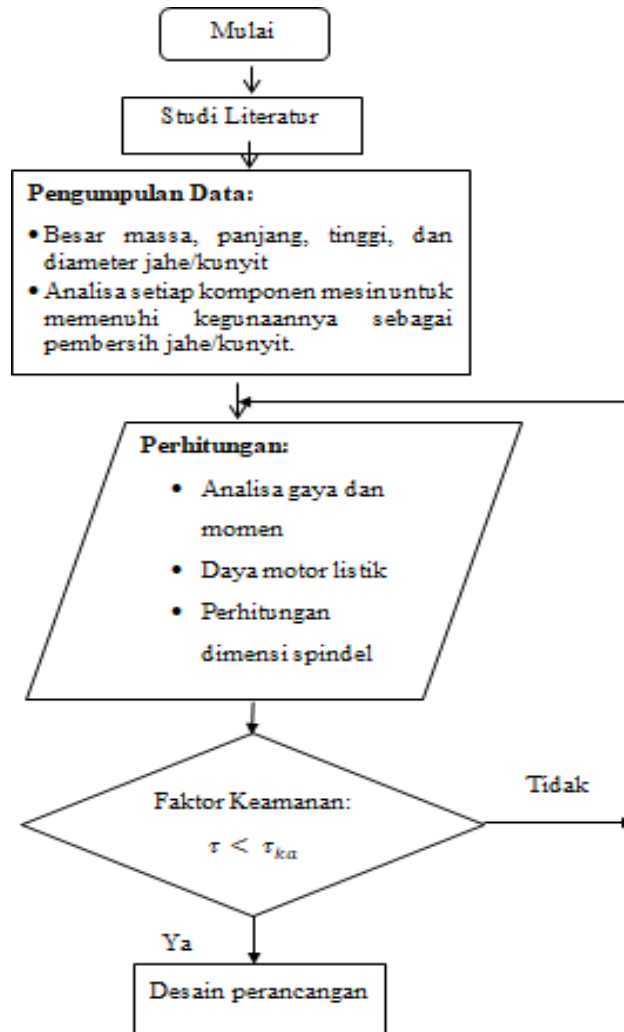 Mulai
Studi Literatur
Pengumpulan Data:
• Besar massa, panjang, tinggi, dan
diameter jahe/kunyit
• Analisa setiap komponen mesinuntuk
memenuhi kegunaannya sebagai
pembersih jahe/kunyit.
Perhitungan:
• Analisa gaya dan
momen
• Daya motor listik
• Perhitungan
dimensi spindel
Faktor Keamanan:
τ < τka
Tidak
Ya
Desain perancangan